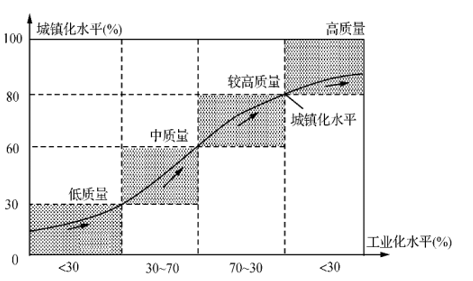 城镇化水平(%)
高质量
100
较高质量
80
城镇化水平
中质量
60
低质量
30
工业化水平(%)
0
<30 30~70 70~30 <30